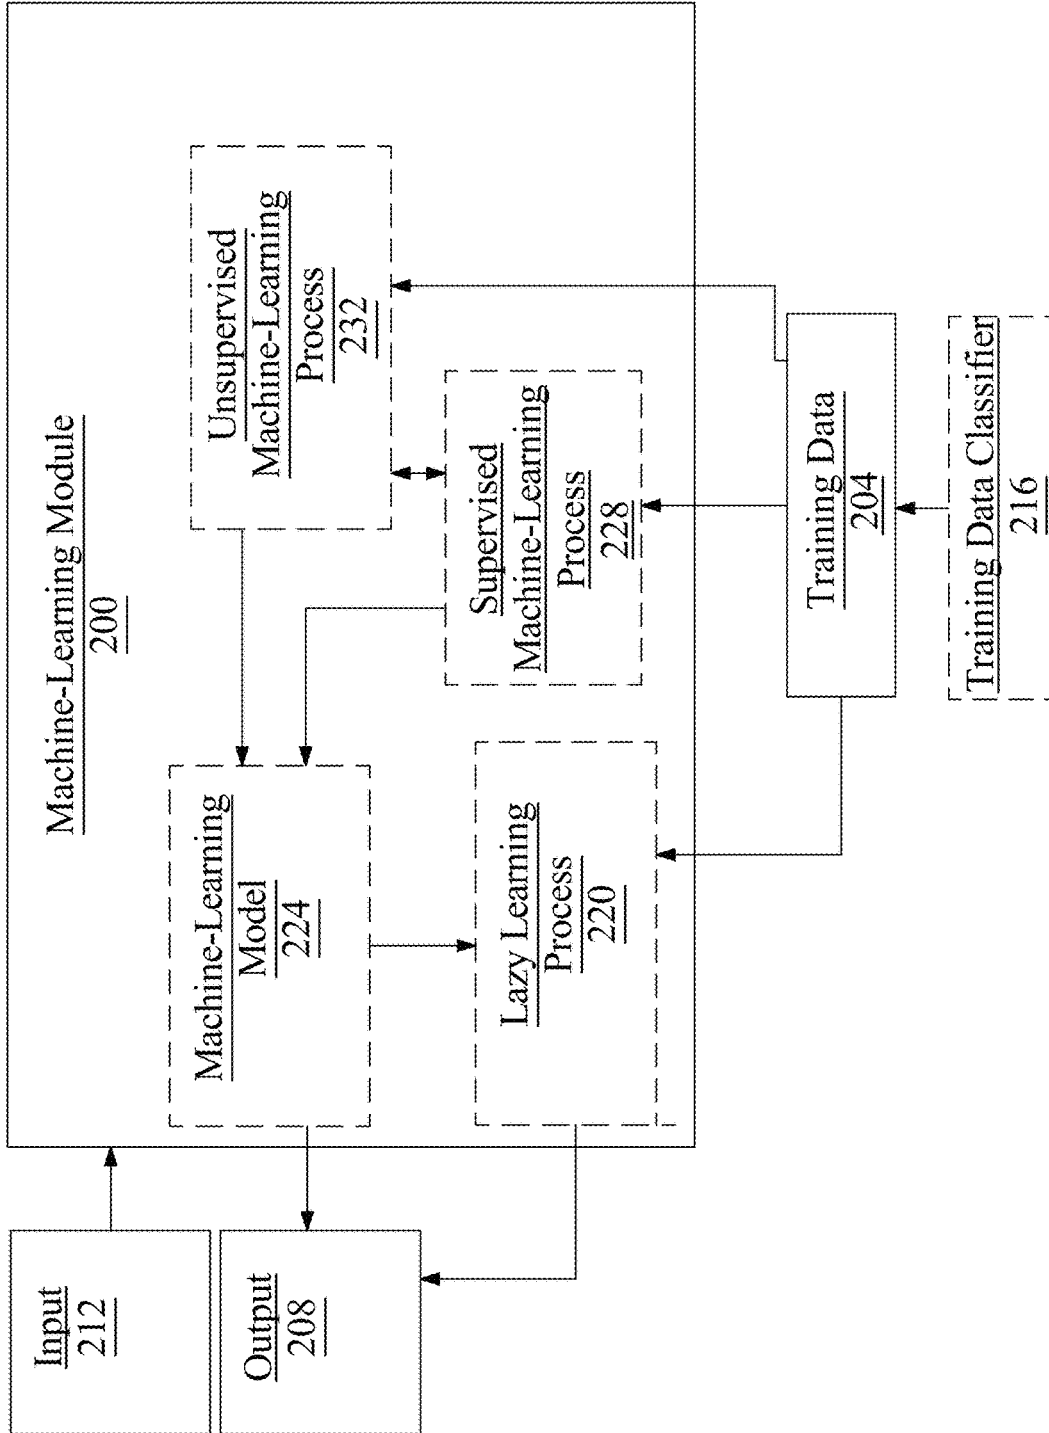 Machine-Learning Module
200
Input
212
Output
208
Machine-Learning
Model
224
Unsupervised
Machine-Learning
Process
232
Lazy Learning
Process
220
Supervised
Machine-Learning
Process
228
Training Data
204
Training Data Classifier
216